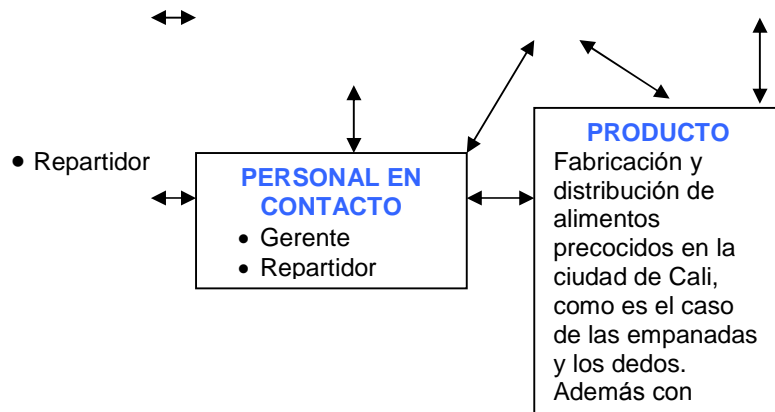 • Repartidor
PERSONAL EN
CONTACTO
• Gerente
• Repartidor
PRODUCTO
Fabricación y
distribución de
alimentos
precocidos en la
ciudad de Cali,
como es el caso
de las empanadas
y los dedos.
Además con